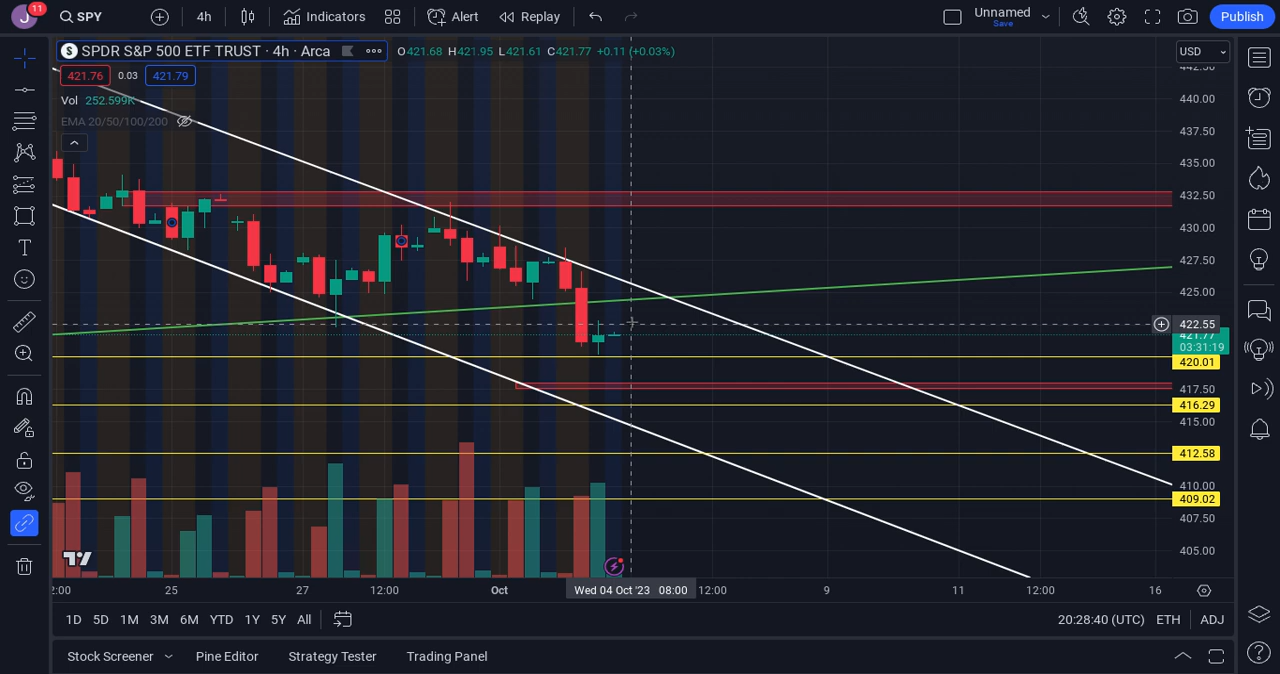 J 11 SPY 4h Indicators Alert Replay Unnamed Save Publish
S SPDR S&P 500 ETF TRUST · 4h · Arca O421.68 H421.95 L421.61 C421.77 +0.11 (+0.03%) USD
421.76 0.03 421.79
Vol 252.599K
EMA 20/50/100/200
442.50
440.00
437.50
435.00
432.50
430.00
427.50
425.00
422.55
421.77
03:31:19
420.01
417.50
416.29
415.00
412.58
410.00
409.02
407.50
405.00
2:00 25 27 12:00 Oct Wed 04 Oct '23 08:00 12:00 9 11 12:00 16
1D 5D 1M 3M 6M YTD 1Y 5Y All 20:28:40 (UTC) ETH ADJ
Stock Screener Pine Editor Strategy Tester Trading Panel